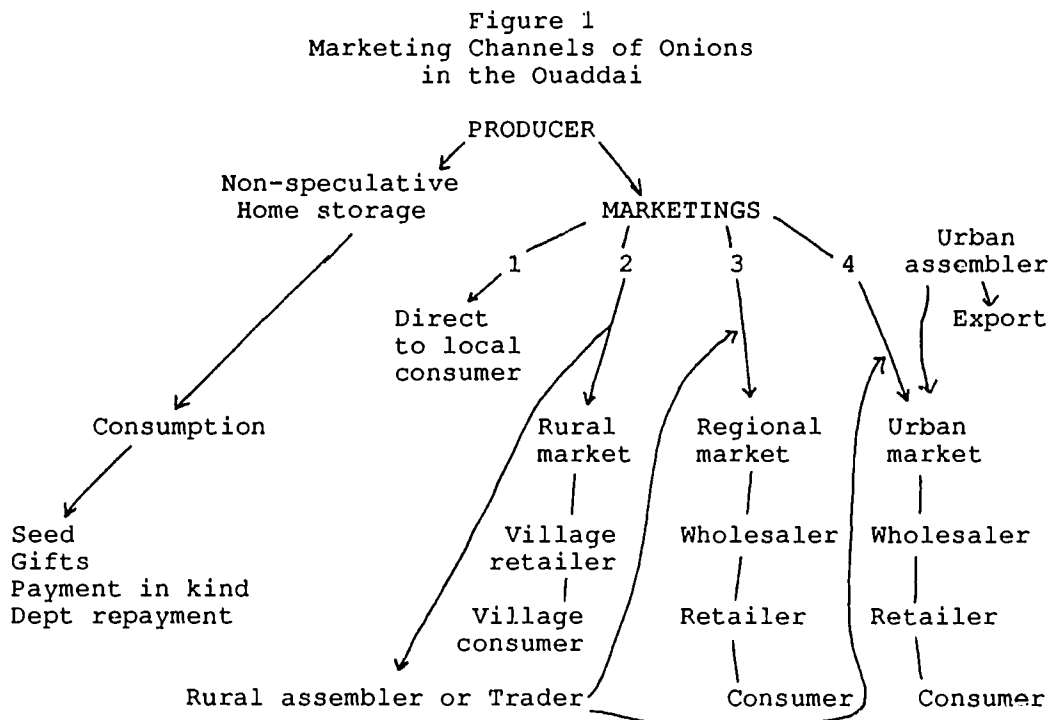 Figure 1
Marketing Channels of Onions
in the Ouaddai
PRODUCER
Non-speculative
Home storage
MARKETINGS
1
2
3
4
Urban
assembler
Export
Direct
to local
consumer
Consumption
Rural
market
Regional
market
Urban
market
Seed
Gifts
Payment in kind
Dept repayment
Village
retailer
Wholesaler
Wholesaler
Village
consumer
Retailer
Retailer
Rural assembler or Trader
Consumer
Consumer